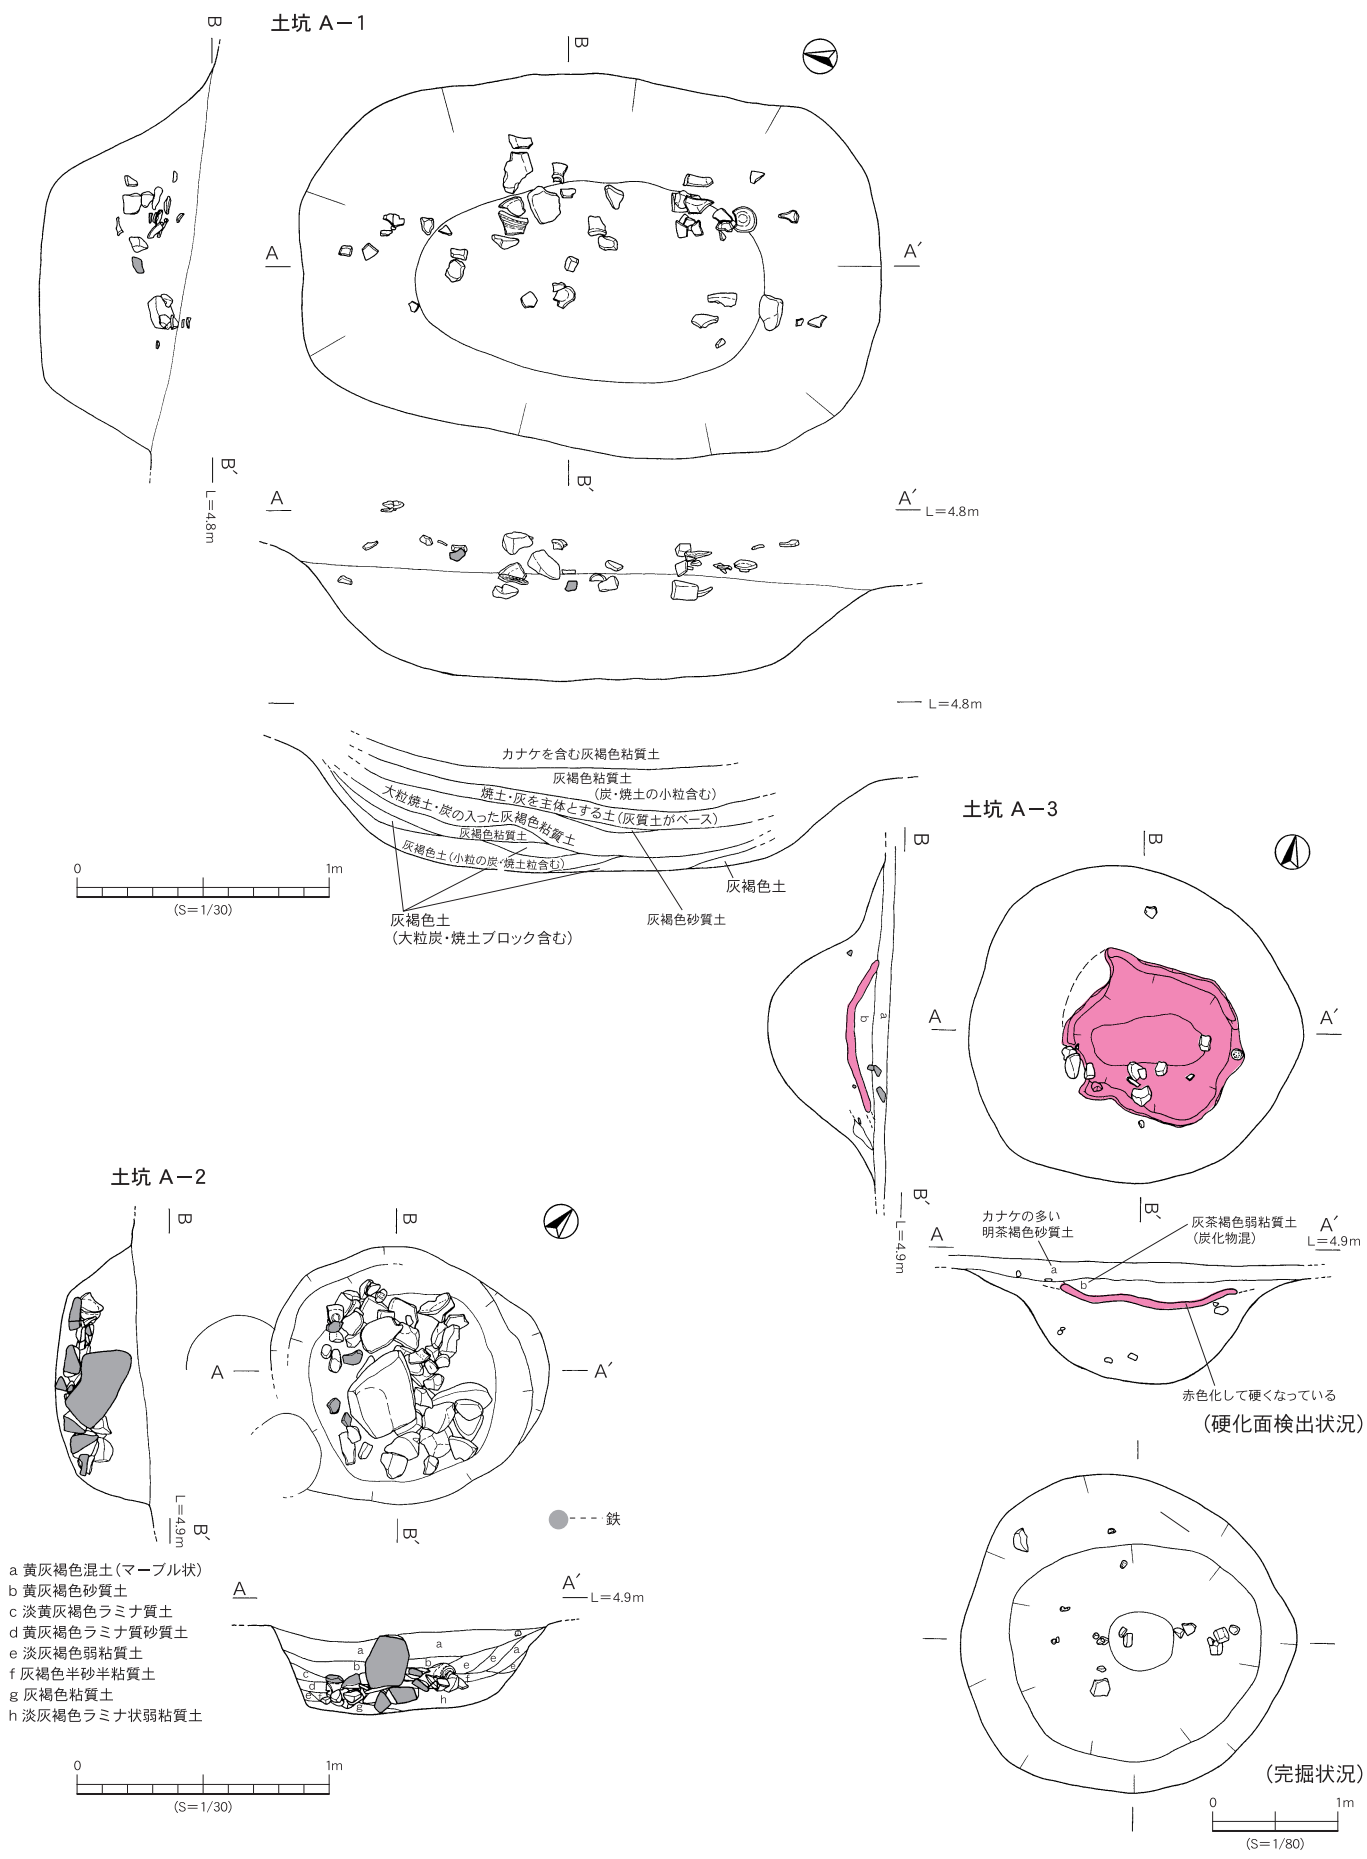 土坑 A－1
B
B
A
A′
B′
L＝4.8m
B′
A
A′
L＝4.8m
L＝4.8m
カナケを含む灰褐色粘質土
灰褐色粘質土
（炭・焼土の小粒含む）
焼土・灰を主体とする土（灰質土がベース）
大粒焼土・炭の入った灰褐色粘質土
灰褐色粘質土
灰褐色土（小粒の炭・焼土粒含む）
灰褐色土
灰褐色砂質土
灰褐色土
（大粒炭・焼土ブロック含む）
0
1m
（S＝1/30）
土坑 A－3
B
B
A
A′
b
a
B′
L＝4.9m
B′
カナケの多い
明茶褐色砂質土
灰茶褐色弱粘質土
（炭化物混）
A
A′
L＝4.9m
a
b
赤色化して硬くなっている
（硬化面検出状況）
（完掘状況）
0
1m
（S＝1/80）
土坑 A－2
B
B
A
A′
L＝4.9m
B′
B′
鉄
a 黄灰褐色混土（マーブル状）
b 黄灰褐色砂質土
c 淡黄灰褐色ラミナ質土
d 黄灰褐色ラミナ質砂質土
e 淡灰褐色弱粘質土
f 灰褐色半砂半粘質土
g 灰褐色粘質土
h 淡灰褐色ラミナ状弱粘質土
A
A′
L＝4.9m
a
a
a
b
b
e
e
e
c
d
e
f
f
g
h
0
1m
（S＝1/30）